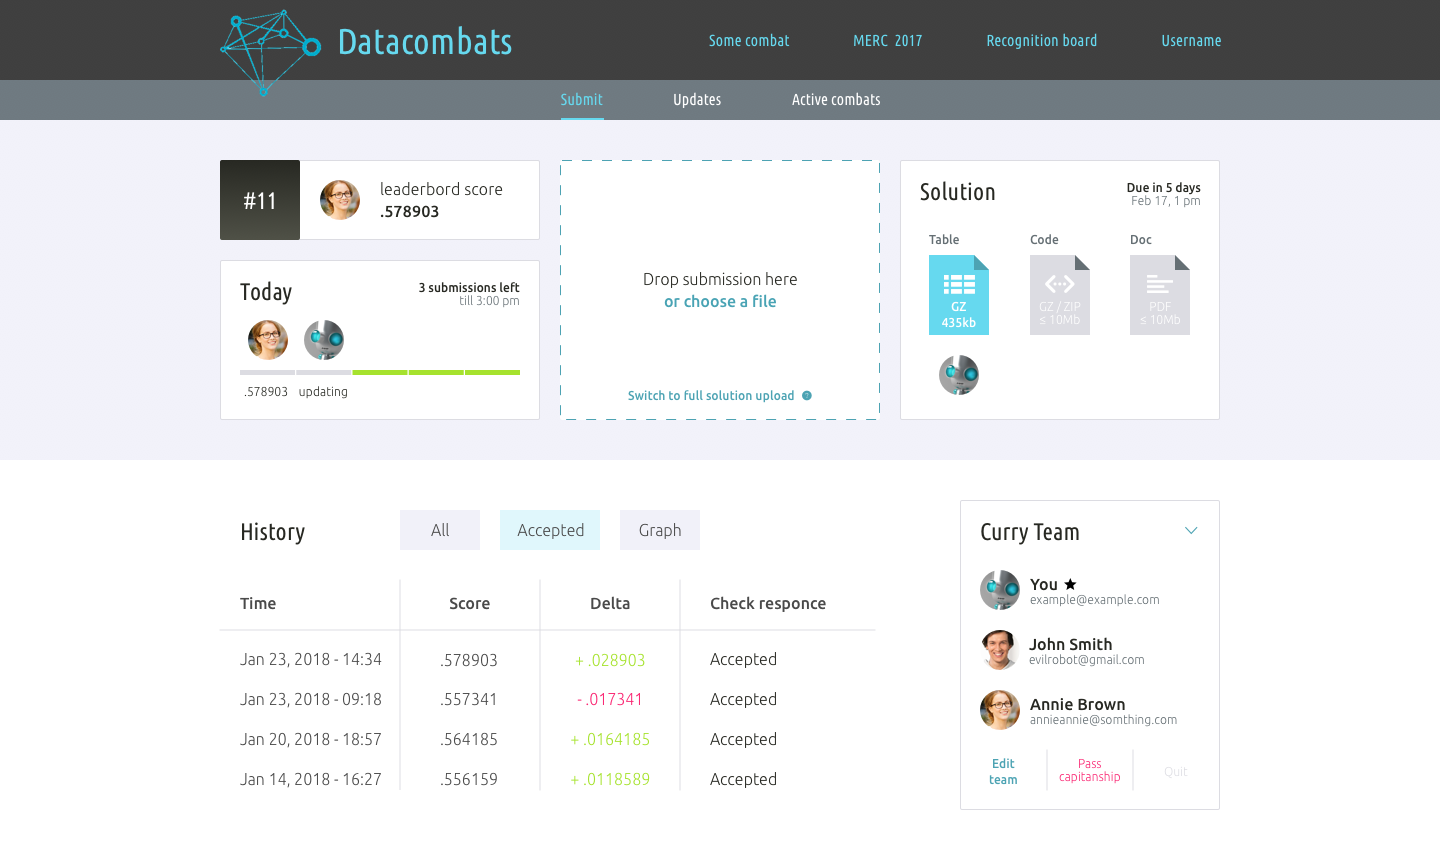 Datacombats
Some combat
MERC 2017
Recognition board
Username
Submit
Updates
Active combats
#11
leaderbord score
.578903
Today
3 submissions left
till 3:00 pm
.578903
updating
Drop submission here
or choose a file
Switch to full solution upload ?
Solution
Due in 5 days
Feb 17, 1 pm
Table
Code
Doc
GZ
435kb
GZ / ZIP
≤ 10Mb
PDF
≤ 10Mb
History
All
Accepted
Graph
Time
Score
Delta
Check responce
Jan 23, 2018 - 14:34
.578903
+ .028903
Accepted
Jan 23, 2018 - 09:18
.557341
- .017341
Accepted
Jan 20, 2018 - 18:57
.564185
+ .0164185
Accepted
Jan 14, 2018 - 16:27
.556159
+ .0118589
Accepted
Curry Team
You
example@example.com
John Smith
evilrobot@gmail.com
Annie Brown
annieannie@somthing.com
Edit
team
Pass
capitanship
Quit